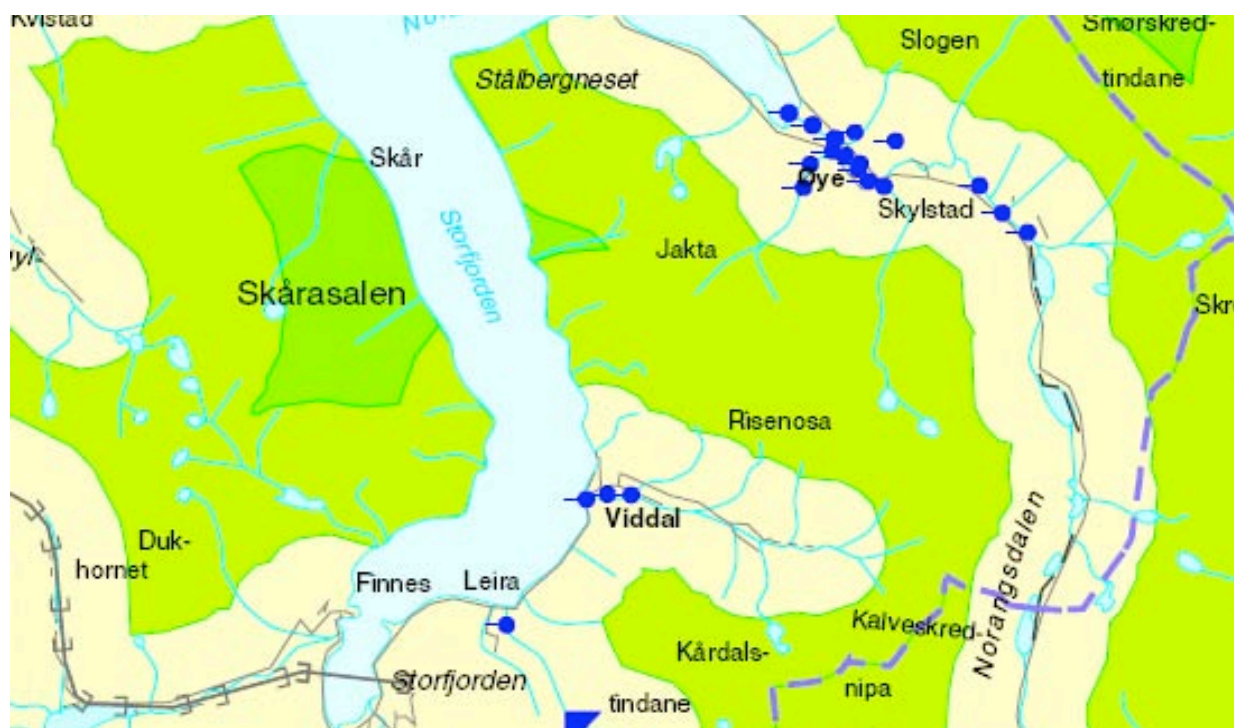 Kvistad
Smørskred-
tindane
Slogen
Stålbergneset
Skår
Øye
Skylstad
Storfjorden
Jakta
Skårasalen
Risenosa
Viddal
Duk-
hornet
Finnes
Leira
Norangsdalen
Kalveskred-
nipa
Kårdals-
tindane
Storfjorden